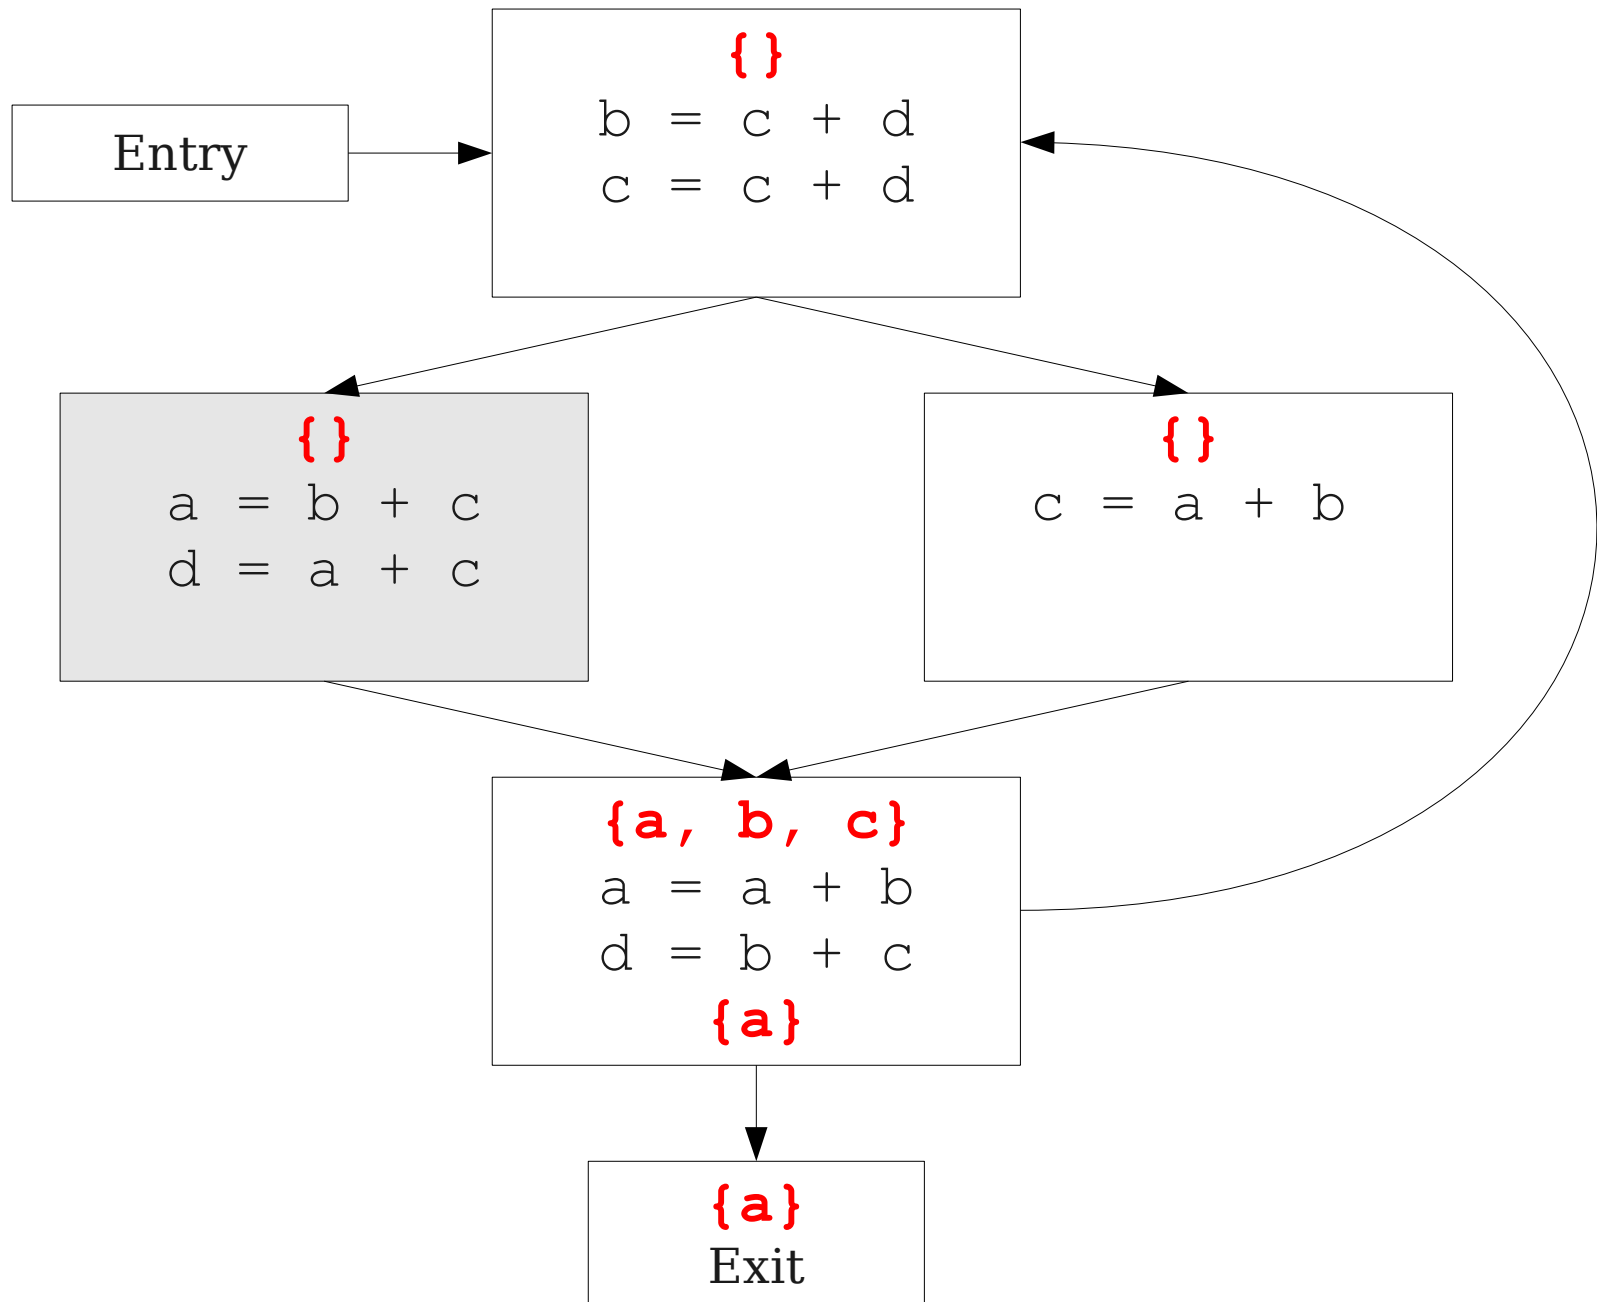 {}
b = c + d
c = c + d
Entry
{}
a = b + c
d = a + c
{}
c = a + b
{a, b, c}
a = a + b
d = b + c
{a}
{a}
Exit